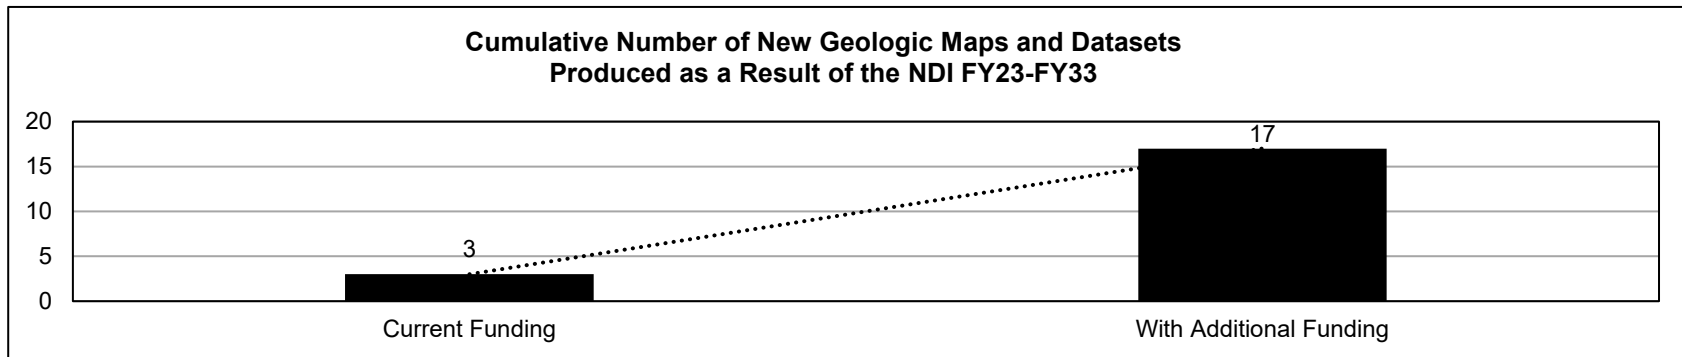 Cumulative Number of New Geologic Maps and Datasets
Produced as a Result of the NDI FY23-FY33
20
17
15
10
3
5
0
Current Funding
With Additional Funding